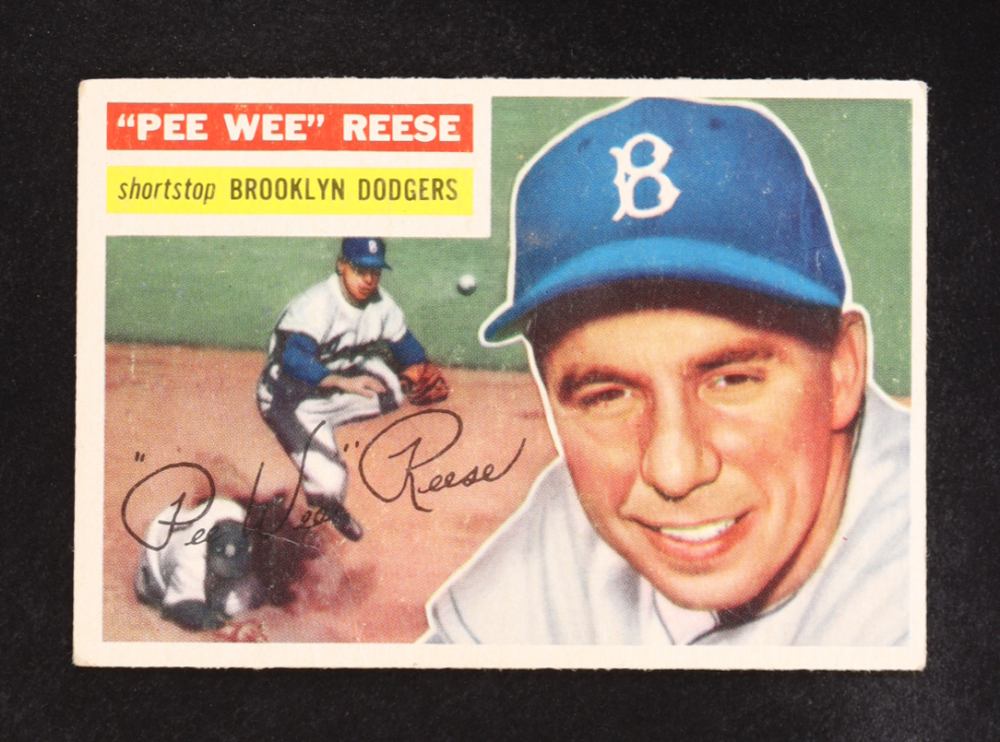 "PEE WEE" REESE
shortstop BROOKLYN DODGERS
B
B
"Pee Wee" Reese